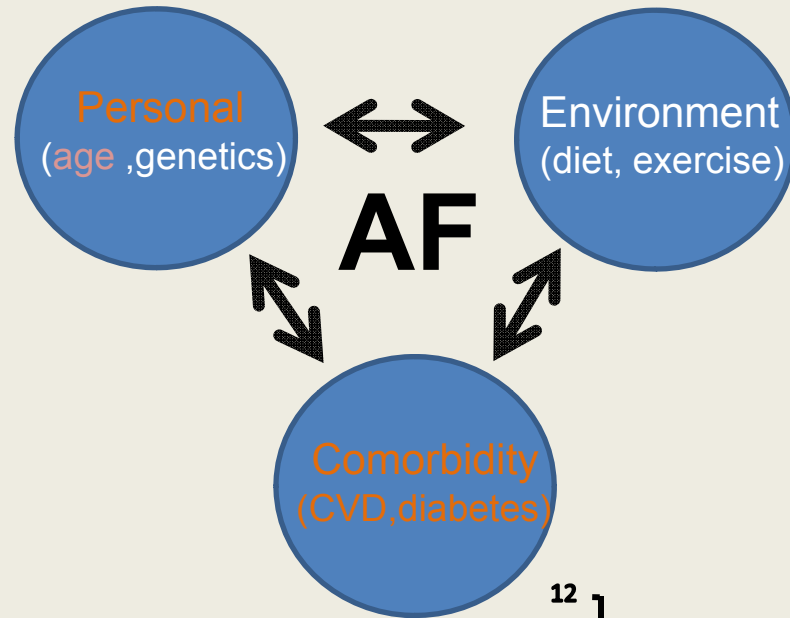 Personal
(age ,genetics)
Environment
(diet, exercise)
AF
Comorbidity
(CVD,diabetes)
12